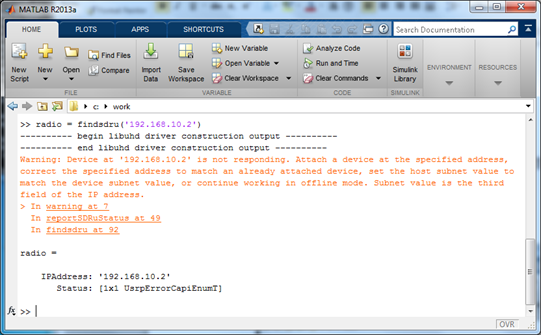 MATLAB R2013a
HOME PLOTS APPS SHORTCUTS Search Documentation
New Script
New
Open
Find Files
Compare
Import Data
Save Workspace
New Variable
Open Variable
Clear Workspace
Analyze Code
Run and Time
Clear Commands
Simulink Library
ENVIRONMENT
RESOURCES
FILE VARIABLE CODE SIMULINK
c: work
>> radio = findsdru('192.168.10.2')
---------- begin libuhd driver construction output ----------
---------- end libuhd driver construction output ----------
Warning: Device at '192.168.10.2' is not responding. Attach a device at the specified address,
correct the specified address to match an already attached device, set the host subnet value to
match the device subnet value, or continue working in offline mode. Subnet value is the third
field of the IP address.
> In warning at 7
In reportSDRuStatus at 49
In findsdru at 92
radio =
IPAddress: '192.168.10.2'
Status: [1x1 UsrpErrorCapiEnumT]
fx >>
OVR